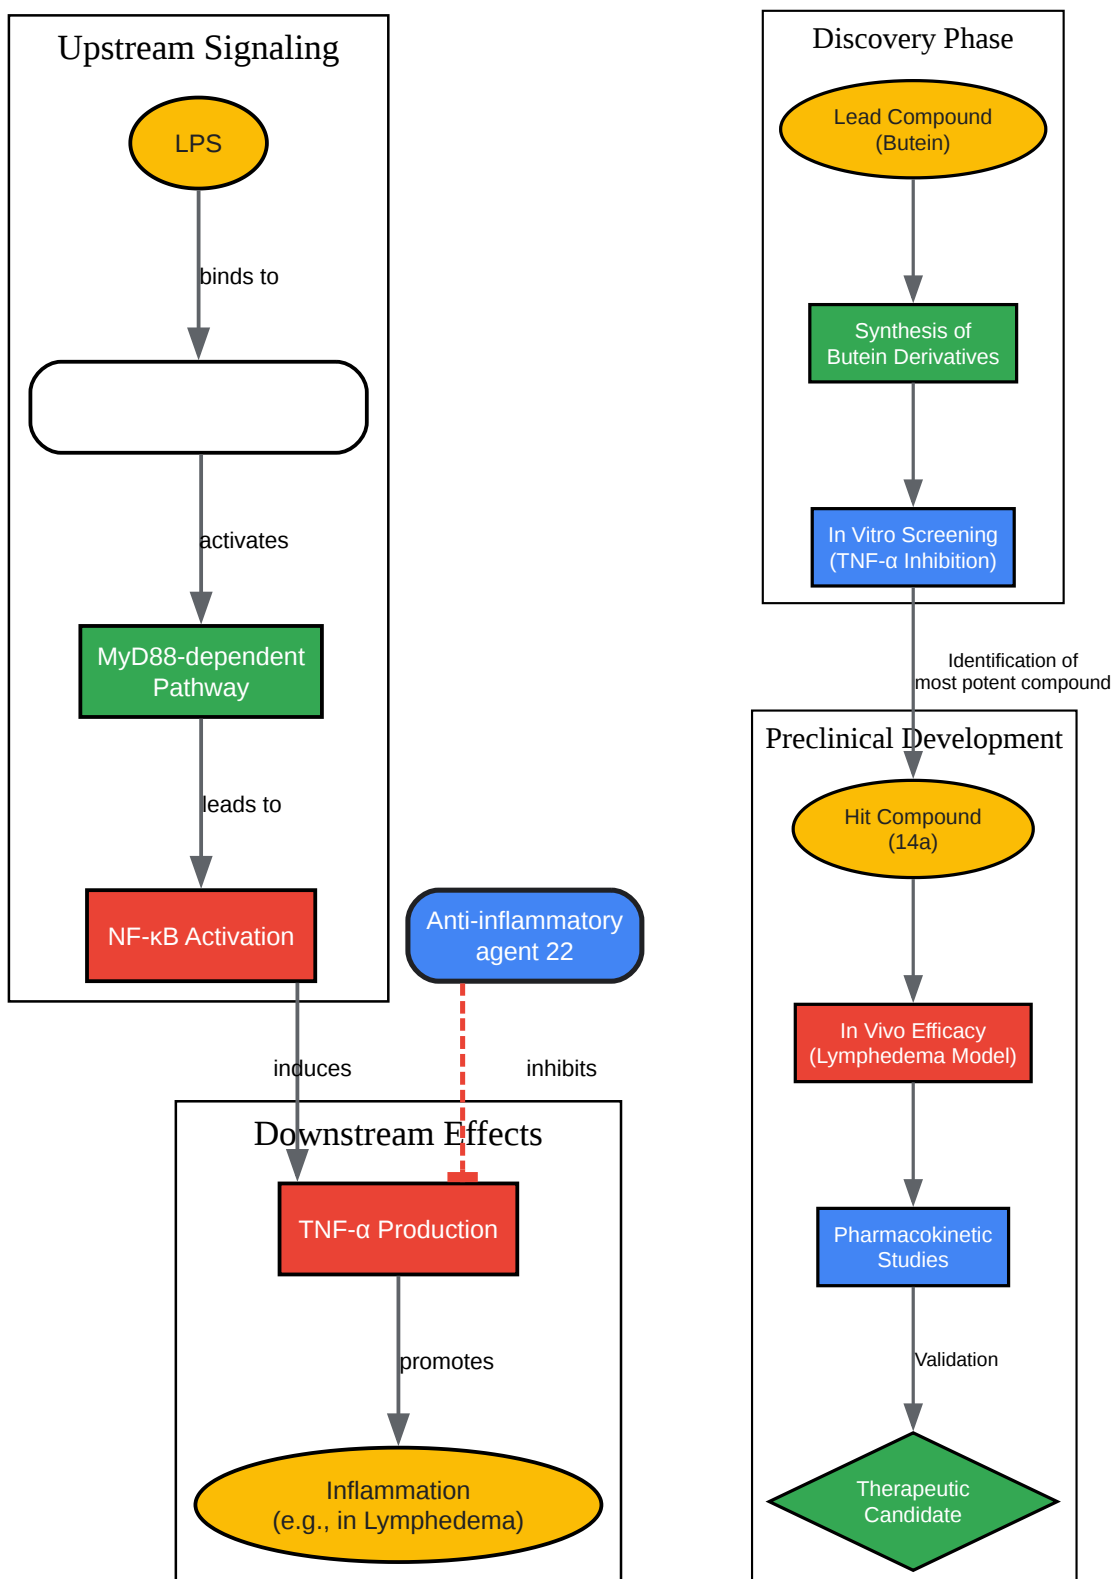 Upstream Signaling
LPS
binds to
activates
MyD88-dependent
Pathway
leads to
NF-κB Activation
Anti-inflammatory
agent 22
induces
inhibits
Downstream Effects
TNF-α Production
promotes
Inflammation
(e.g., in Lymphedema)
Discovery Phase
Lead Compound
(Butein)
Synthesis of
Butein Derivatives
In Vitro Screening
(TNF-α Inhibition)
Identification of
most potent compound
Preclinical Development
Hit Compound
(14a)
In Vivo Efficacy
(Lymphedema Model)
Pharmacokinetic
Studies
Validation
Therapeutic
Candidate